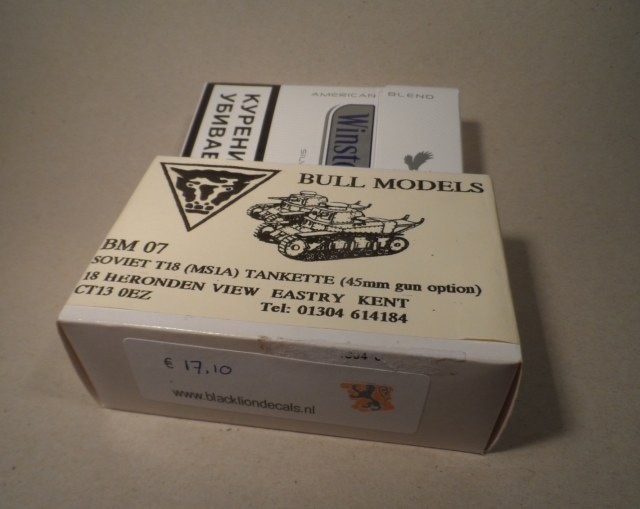 AMERICAN BLEND
КУРЕНИ
УБИВАЕ
Winsto
BULL MODELS
BM 07
SOVIET T18 (MS1A) TANKETTE (45mm gun option)
18 HERONDEN VIEW EASTRY KENT
CT13 0EZ
Tel: 01304 614184
€ 17,10
www.blackliondecals.nl